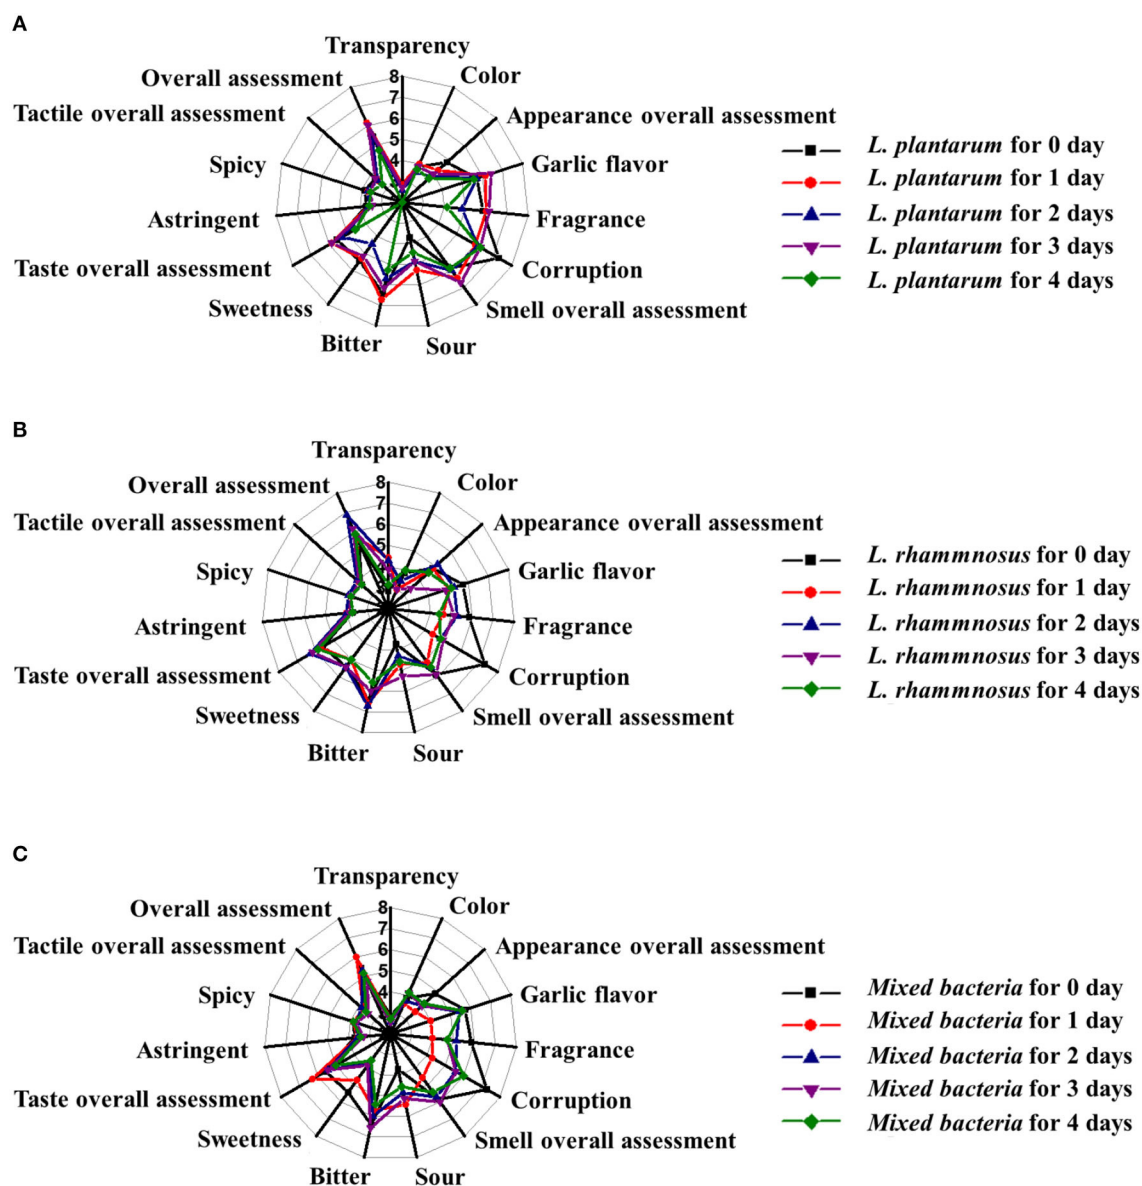 A
Transparency
Overall assessment
Color
Tactile overall assessment
Appearance overall assessment
Spicy
Garlic flavor
Astringent
Fragrance
Taste overall assessment
Corruption
Sweetness
Smell overall assessment
Bitter
Sour
8
7
6
5
4
L. plantarum for 0 day
L. plantarum for 1 day
L. plantarum for 2 days
L. plantarum for 3 days
L. plantarum for 4 days
B
Transparency
Overall assessment
Color
Tactile overall assessment
Appearance overall assessment
Spicy
Garlic flavor
Astringent
Fragrance
Taste overall assessment
Corruption
Sweetness
Smell overall assessment
Bitter
Sour
8
7
6
5
L. rhammnosus for 0 day
L. rhammnosus for 1 day
L. rhammnosus for 2 days
L. rhammnosus for 3 days
L. rhammnosus for 4 days
C
Transparency
Overall assessment
Color
Tactile overall assessment
Appearance overall assessment
Spicy
Garlic flavor
Astringent
Fragrance
Taste overall assessment
Corruption
Sweetness
Smell overall assessment
Bitter
Sour
8
7
6
5
4
Mixed bacteria for 0 day
Mixed bacteria for 1 day
Mixed bacteria for 2 days
Mixed bacteria for 3 days
Mixed bacteria for 4 days